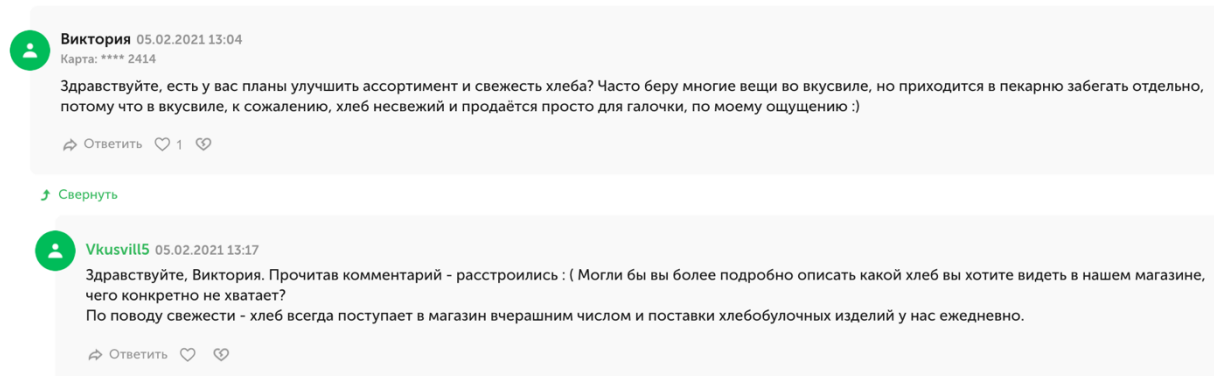 Виктория 05.02.2021 13:04
Карта: **** 2414
Здравствуйте, есть у вас планы улучшить ассортимент и свежесть хлеба? Часто беру многие вещи во вкусвиле, но приходится в пекарню забегать отдельно,
потому что в вкусвиле, к сожалению, хлеб несвежий и продаётся просто для галочки, по моему ощущению :)
Ответить 1
Свернуть
Vkusvill5 05.02.2021 13:17
Здравствуйте, Виктория. Прочитав комментарий - расстроились : ( Могли бы вы более подробно описать какой хлеб вы хотите видеть в нашем магазине,
чего конкретно не хватает?
По поводу свежести - хлеб всегда поступает в магазин вчерашним числом и поставки хлебобулочных изделий у нас ежедневно.
Ответить